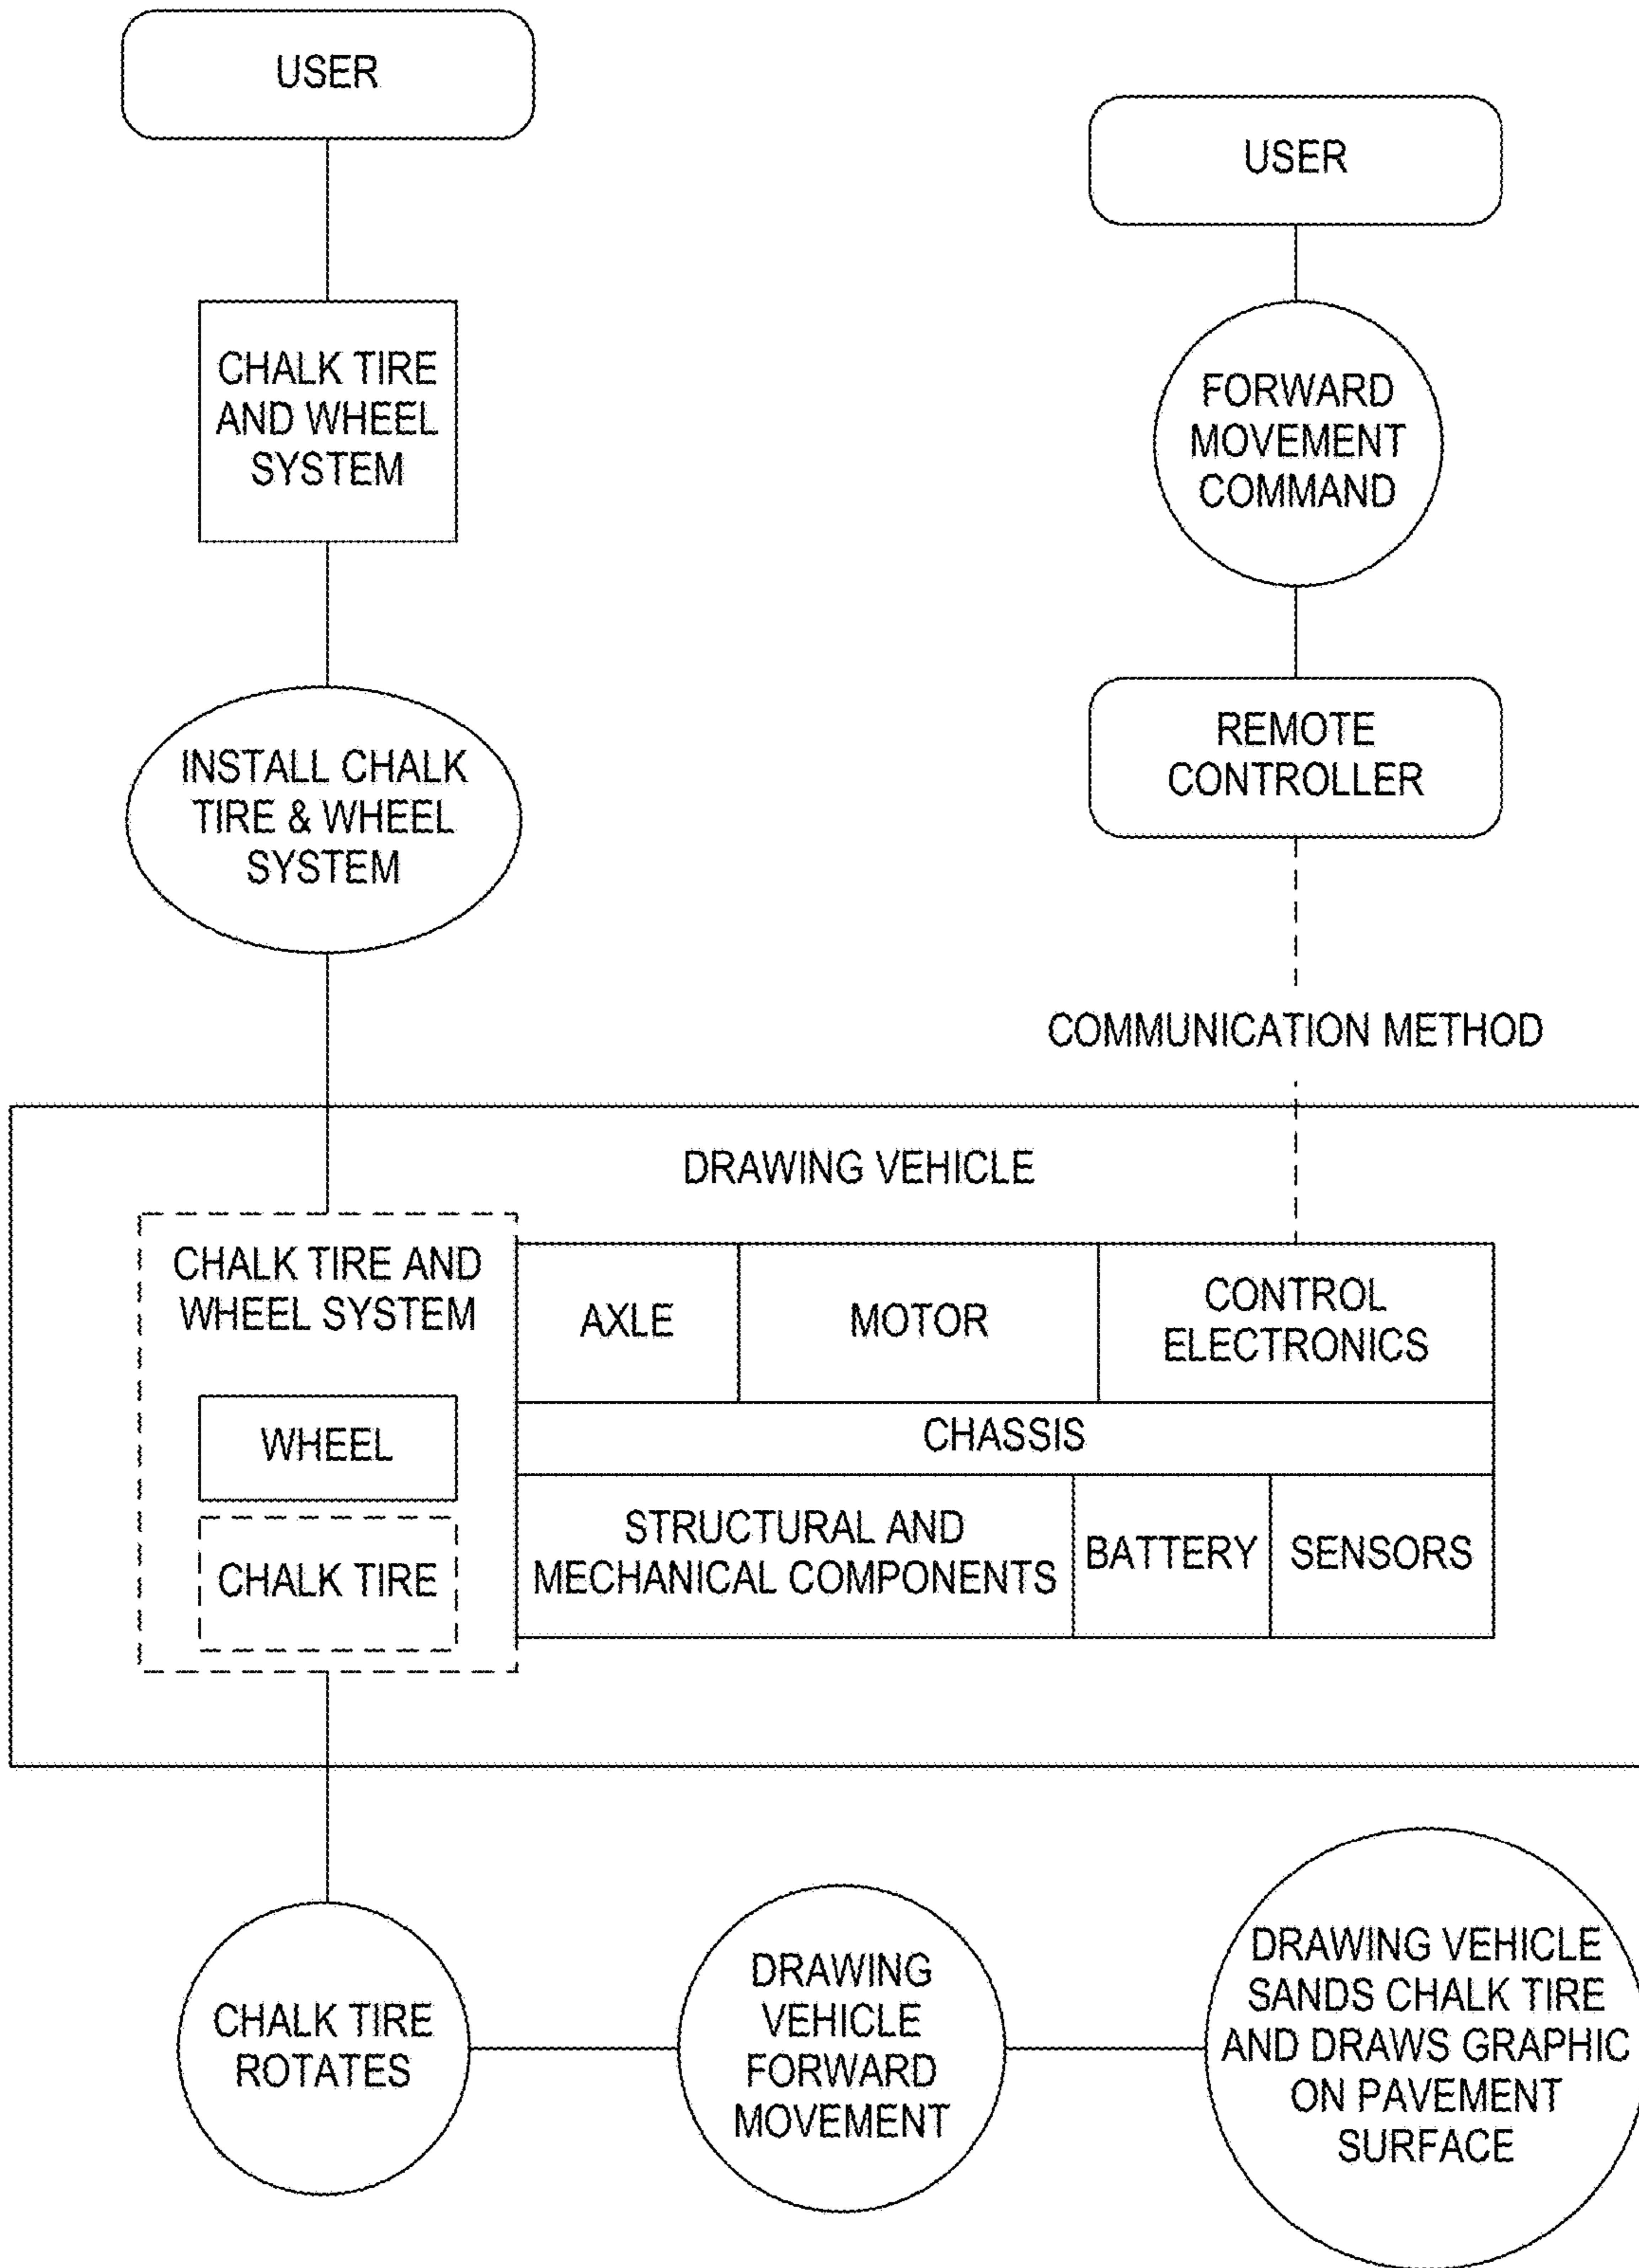 USER
USER
CHALK TIRE
AND WHEEL
SYSTEM
FORWARD
MOVEMENT
COMMAND
INSTALL CHALK
TIRE & WHEEL
SYSTEM
REMOTE
CONTROLLER
COMMUNICATION METHOD
DRAWING VEHICLE
CHALK TIRE AND
WHEEL SYSTEM
WHEEL
CHALK TIRE
AXLE
MOTOR
CONTROL
ELECTRONICS
CHASSIS
STRUCTURAL AND
MECHANICAL COMPONENTS
BATTERY
SENSORS
CHALK TIRE
ROTATES
DRAWING
VEHICLE
FORWARD
MOVEMENT
DRAWING VEHICLE
SANDS CHALK TIRE
AND DRAWS GRAPHIC
ON PAVEMENT
SURFACE